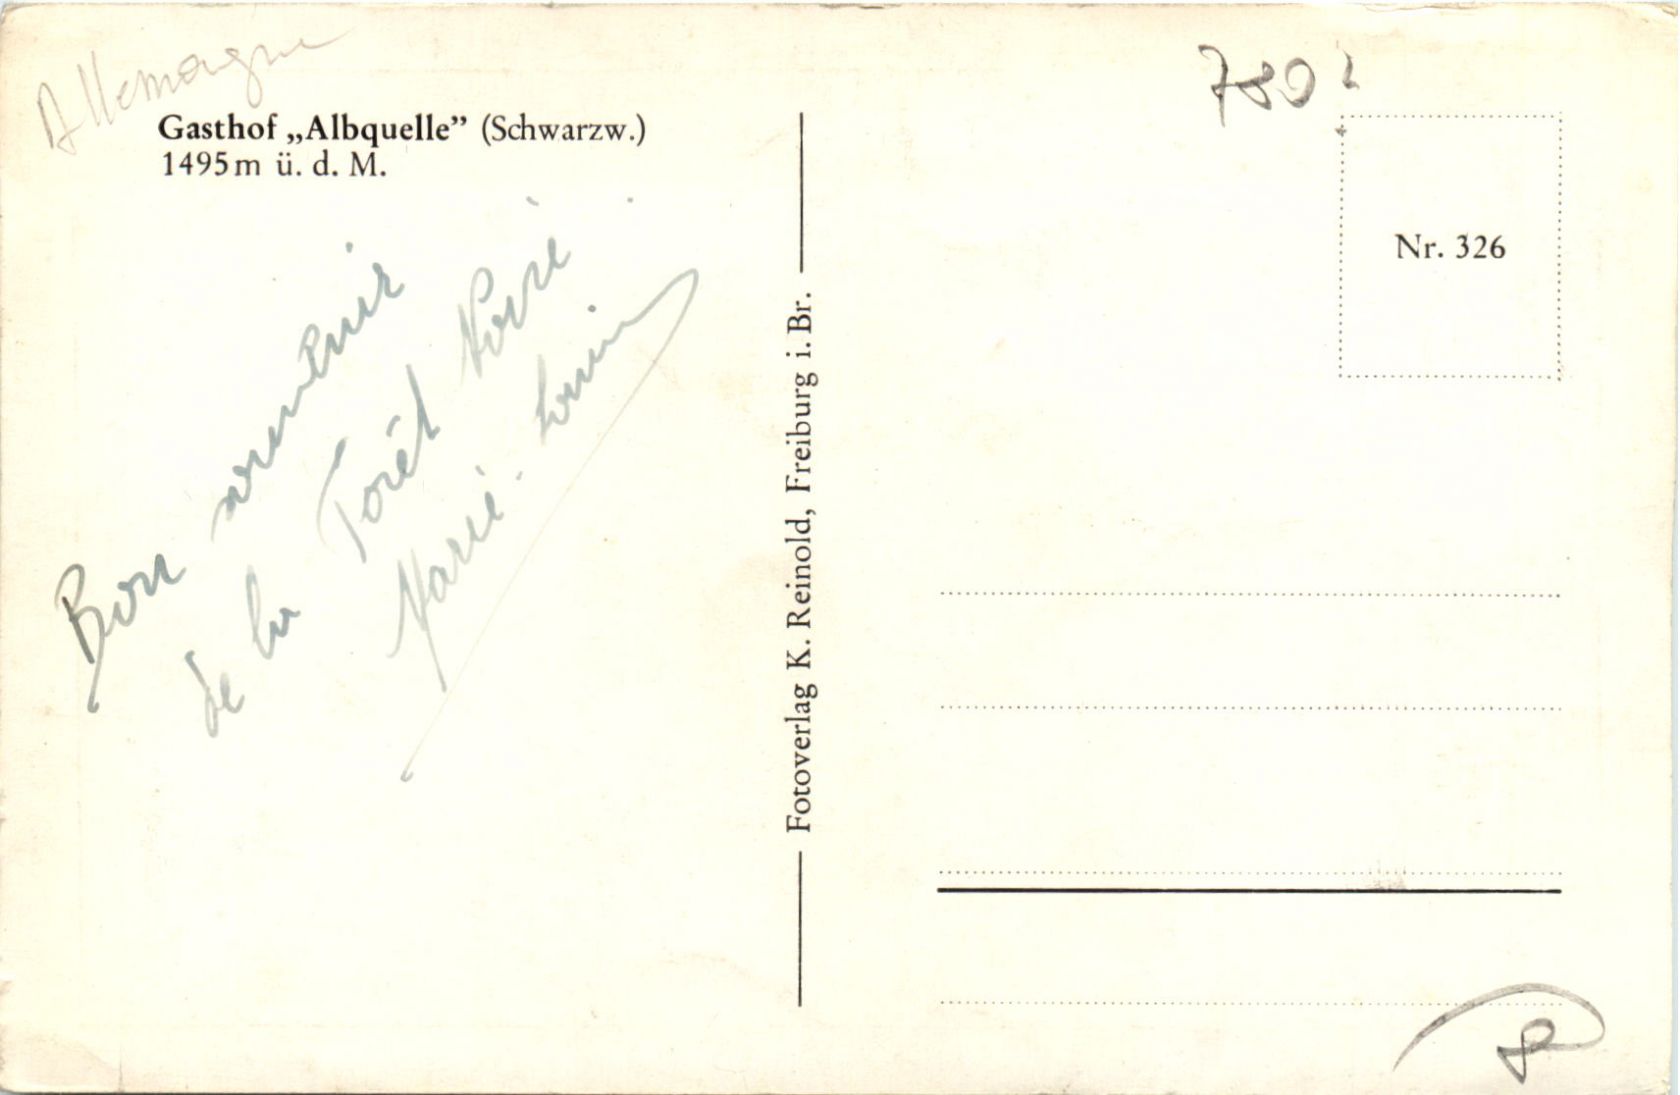 Allemagne
Gasthof „Albquelle” (Schwarzw.)
1495m ü. d. M.
Bon souvenir
de la Forêt Noire
Marie-Louise
Fotoverlag K. Reinold, Freiburg i. Br.
Nr. 326